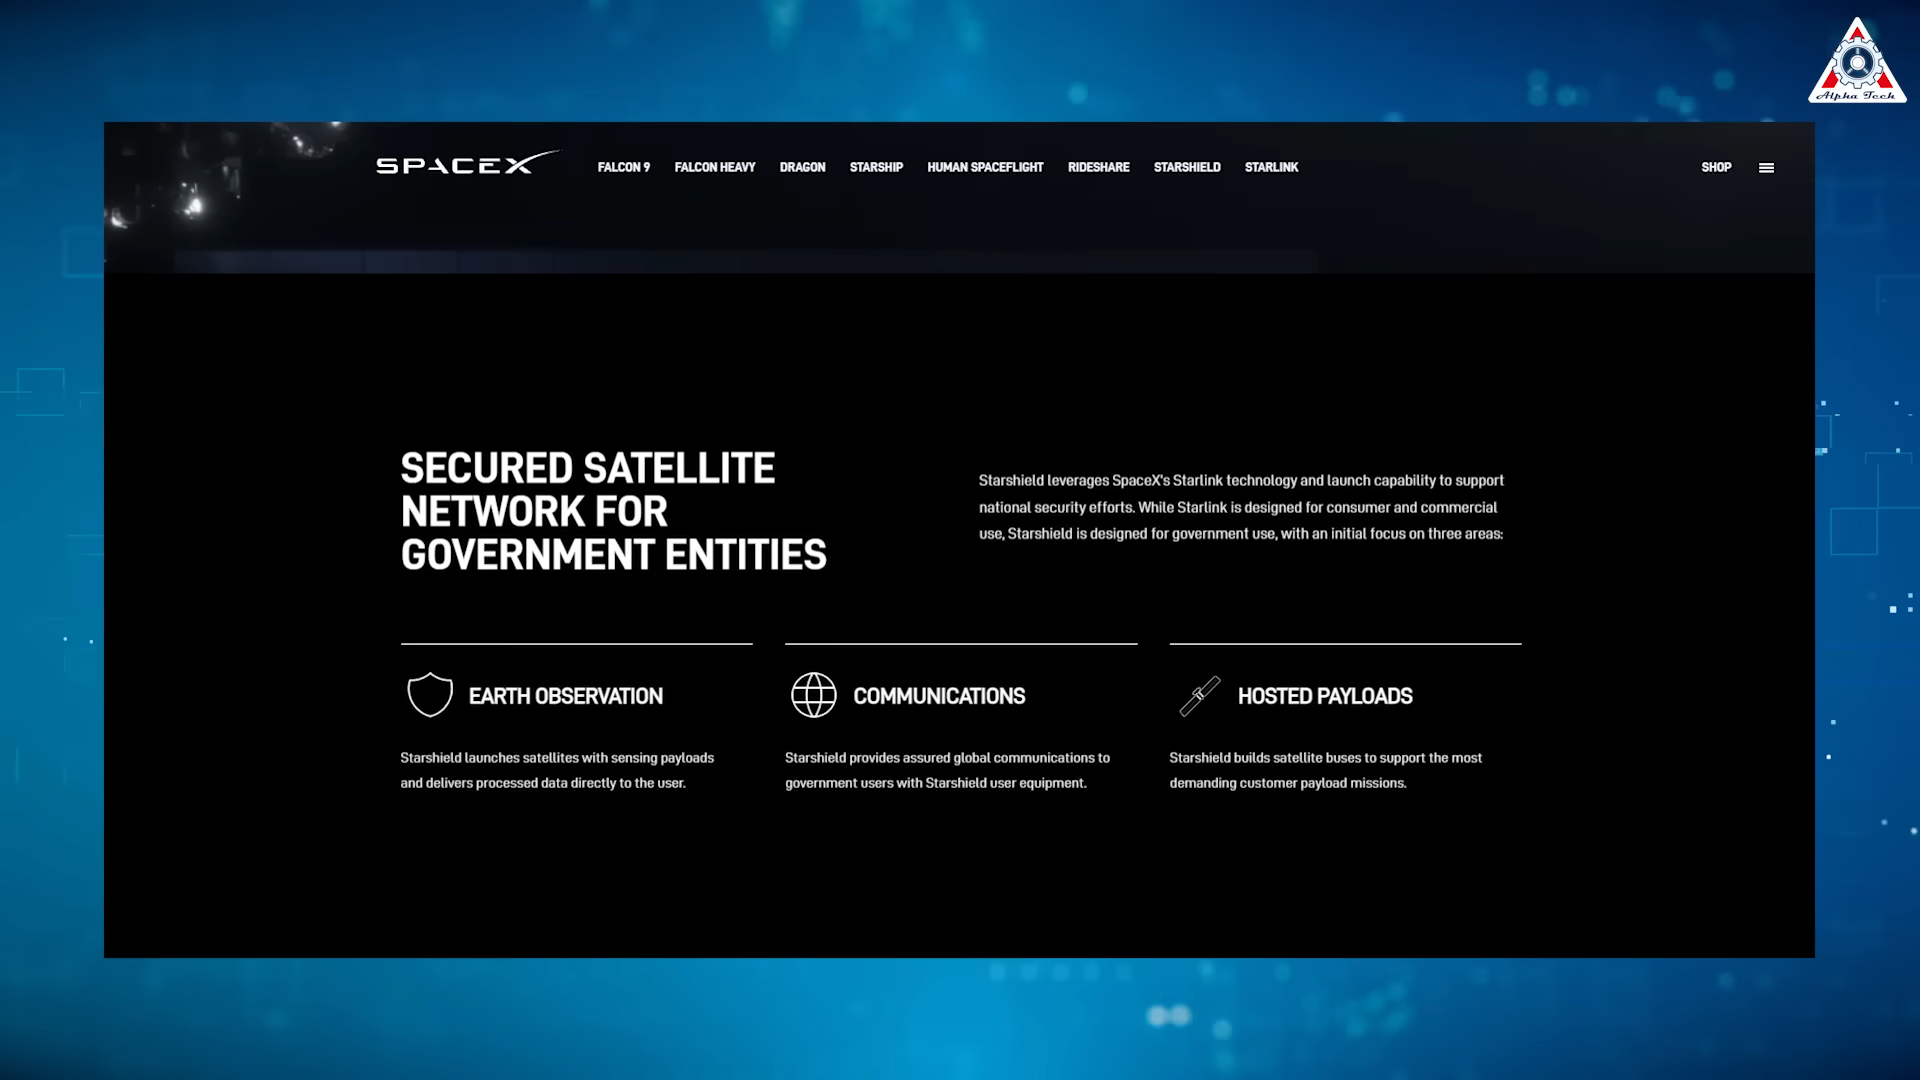 Alpha Tech
SPACEX
FALCON 9 FALCON HEAVY DRAGON STARSHIP HUMAN SPACEFLIGHT RIDESHARE STARSHIELD STARLINK SHOP
SECURED SATELLITE
NETWORK FOR
GOVERNMENT ENTITIES
Starshield leverages SpaceX's Starlink technology and launch capability to support
national security efforts. While Starlink is designed for consumer and commercial
use, Starshield is designed for government use, with an initial focus on three areas:
EARTH OBSERVATION
Starshield launches satellites with sensing payloads
and delivers processed data directly to the user.
COMMUNICATIONS
Starshield provides assured global communications to
government users with Starshield user equipment.
HOSTED PAYLOADS
Starshield builds satellite buses to support the most
demanding customer payload missions.